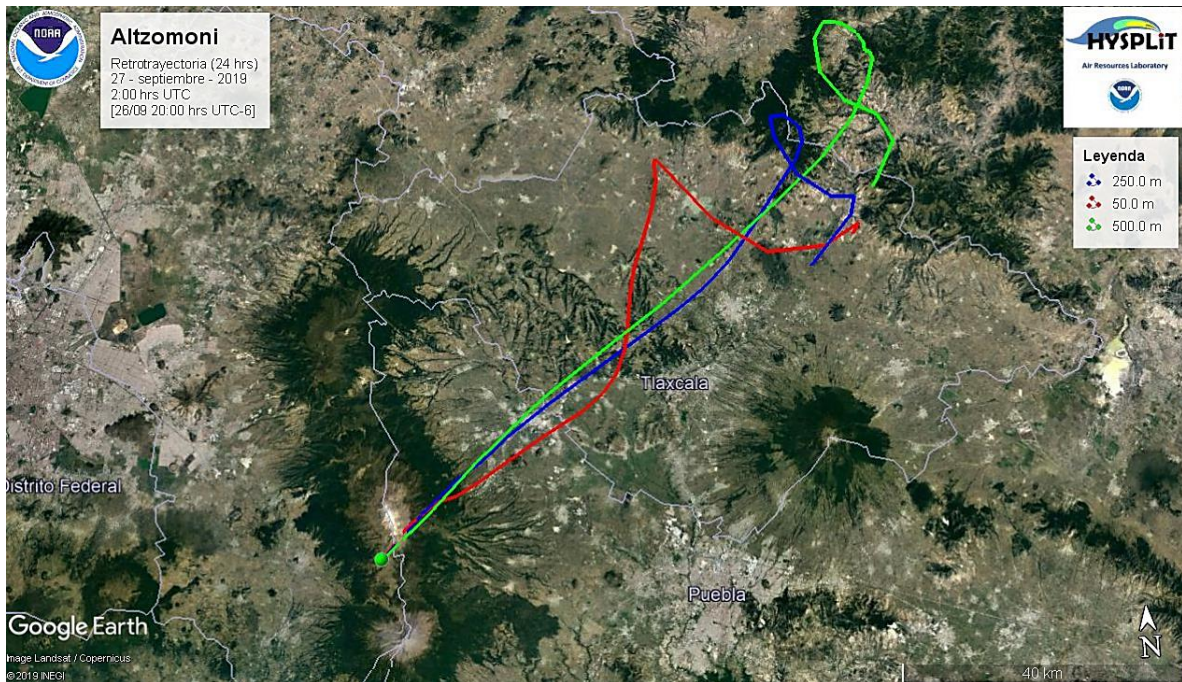 NOAA
Altzomoni
Retrotrayectoria (24 hrs)
27 - septiembre - 2019
2:00 hrs UTC
[26/09 20:00 hrs UTC-6]
HYSPLiT
Air Resources Laboratory
Leyenda
250.0 m
50.0 m
500.0 m
Tlaxcala
Distrito Federal
Puebla
Google Earth
Image Landsat / Copernicus
© 2019 INEGI
40 km
N